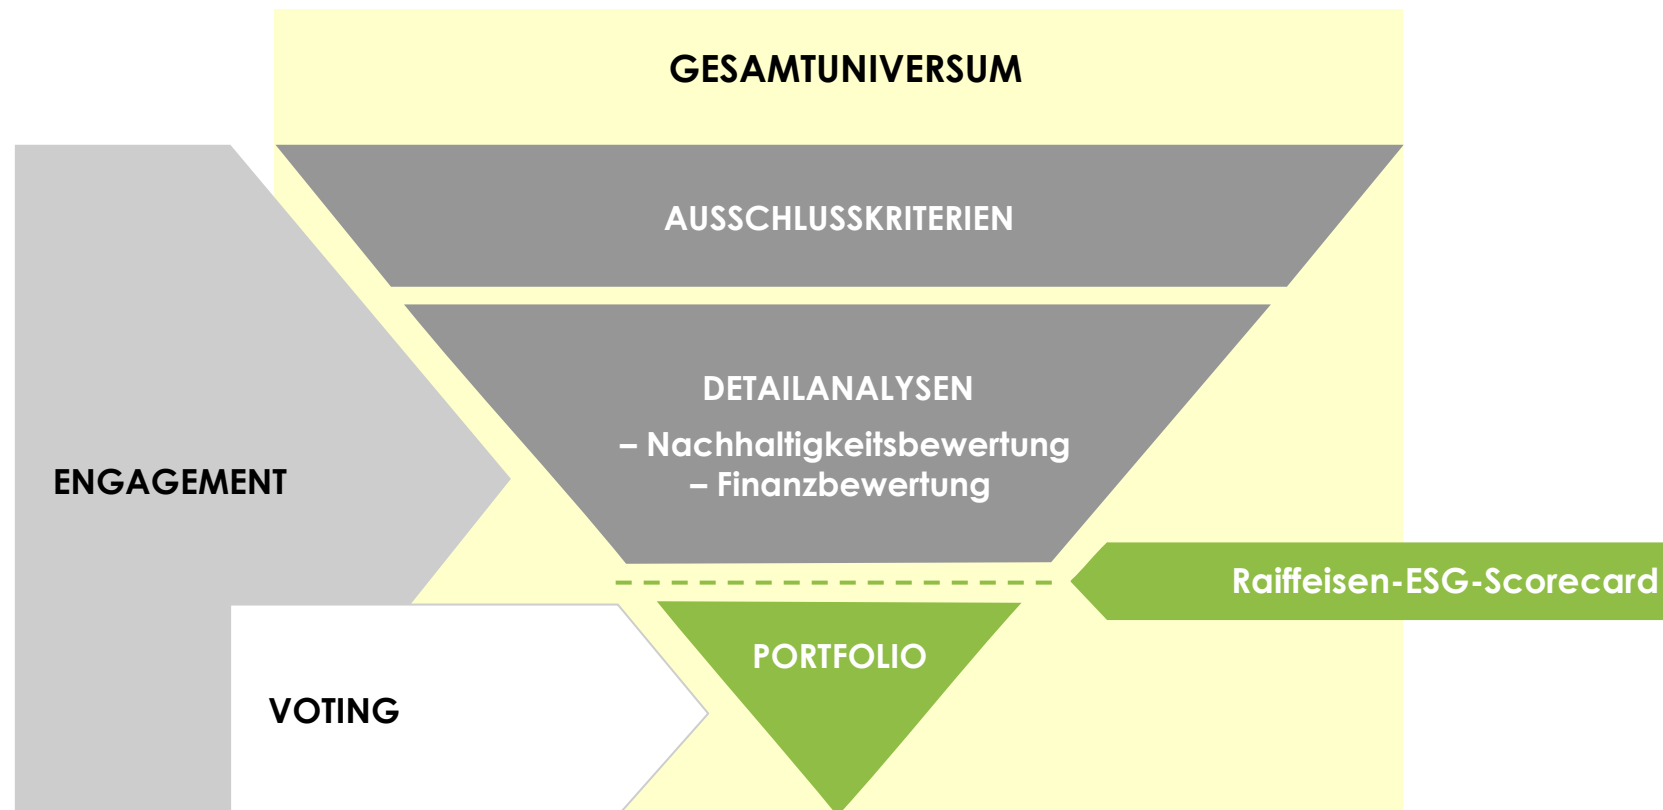 GESAMTUNIVERSUM
AUSSCHLUSSKRITERIEN
DETAILANALYSEN
– Nachhaltigkeitsbewertung
– Finanzbewertung
ENGAGEMENT
Raiffeisen-ESG-Scorecard
PORTFOLIO
VOTING